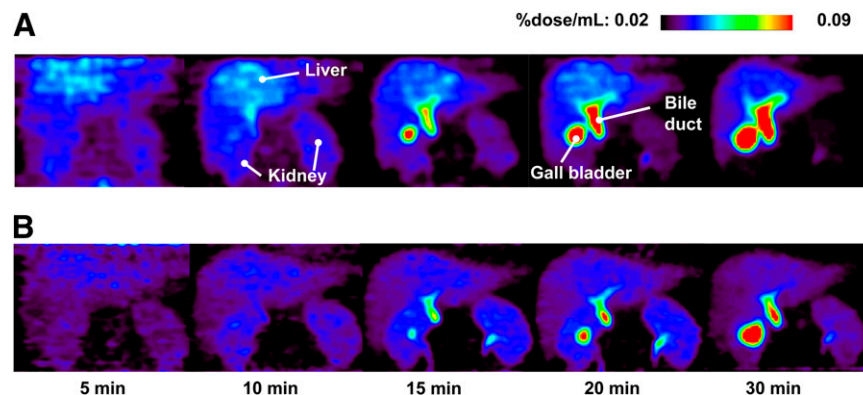 A
%dose/mL: 0.02 0.09
Liver
Kidney
Bile
duct
Gall bladder
B
5 min 10 min 15 min 20 min 30 min